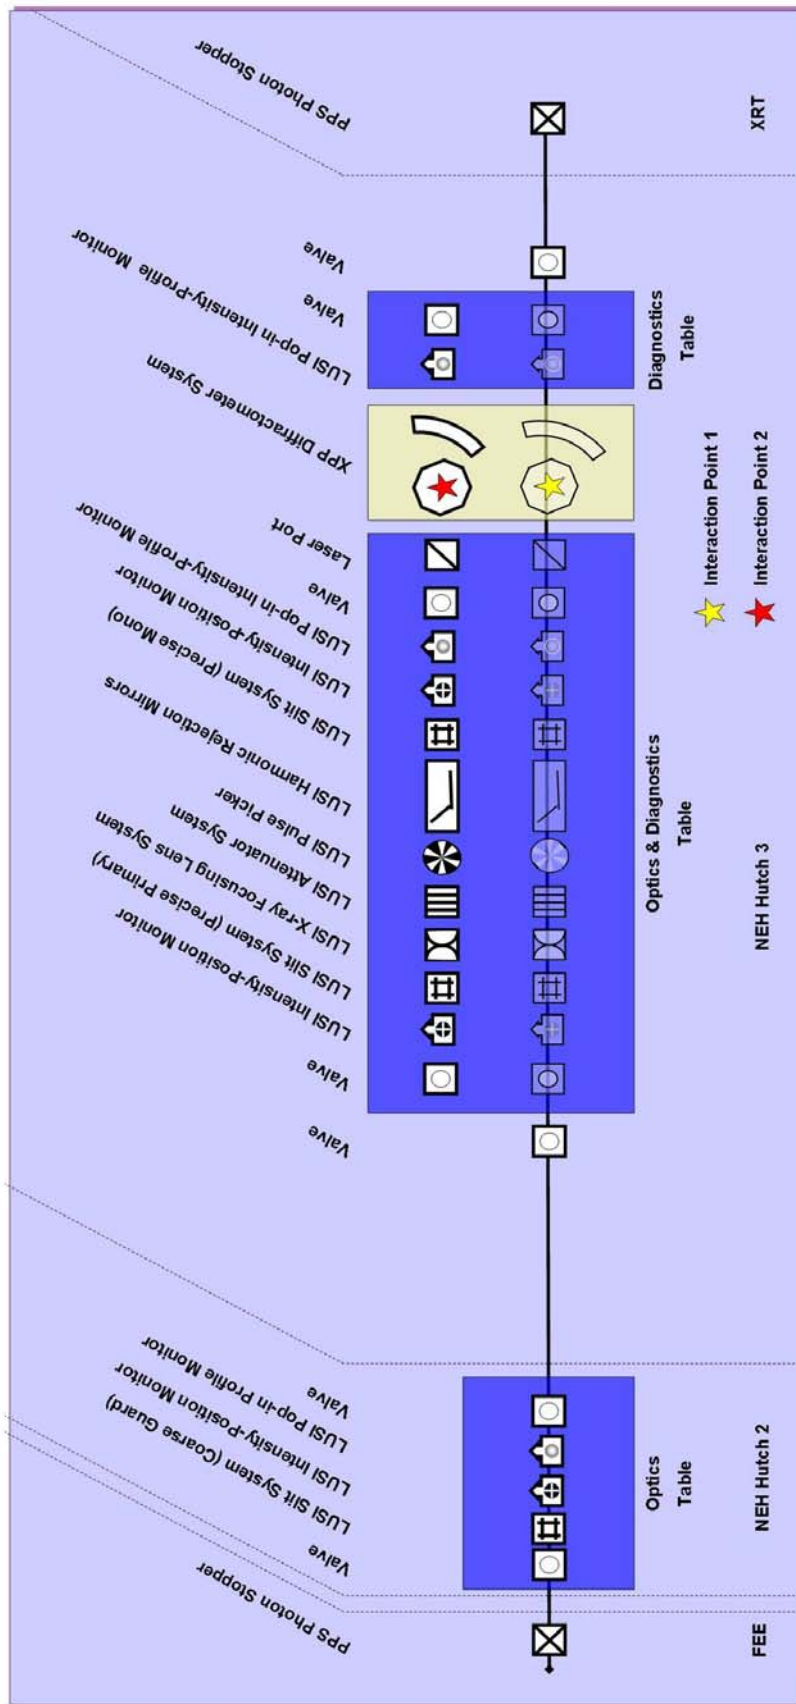 PPS Photon Stopper
Valve
LUSI Slit System (Coarse Guard)
LUSI Intensity-Position Monitor
LUSI Pop-in Profile Monitor
Valve
Valve
Valve
LUSI Intensity-Position Monitor
LUSI Slit System (Precise Primary)
LUSI X-ray Focusing Lens System
LUSI Attenuator System
LUSI Pulse Picker
LUSI Harmonic Rejection Mirrors
LUSI Slit System (Precise Mono)
LUSI Intensity-Position Monitor
LUSI Pop-in Intensity-Profile Monitor
Valve
Laser Port
XPP Diffractometer System
LUSI Pop-in Intensity-Profile Monitor
Valve
Valve
PPS Photon Stopper
Optics
Table
Optics & Diagnostics
Table
Diagnostics
Table
Interaction Point 1
Interaction Point 2
FEE
NEH Hutch 2
NEH Hutch 3
XRT